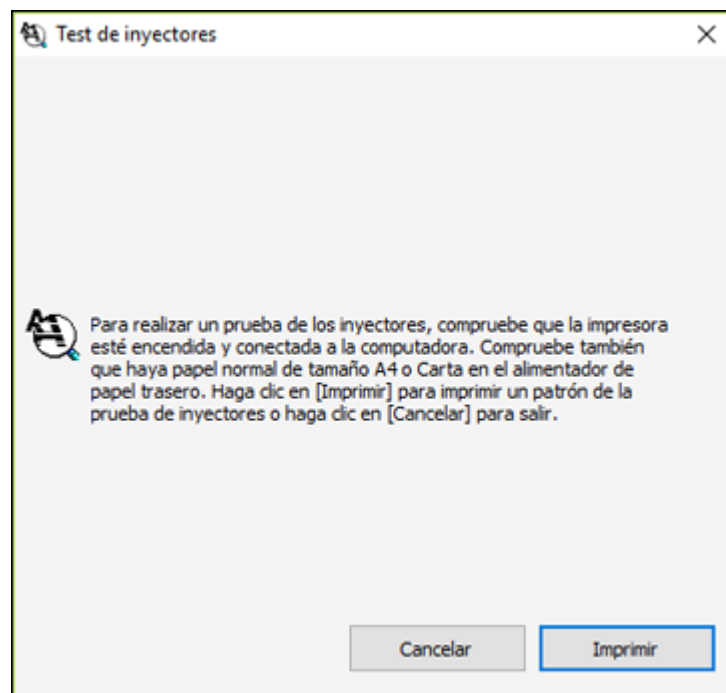 Test de inyectores
Para realizar un prueba de los inyectores, compruebe que la impresora
esté encendida y conectada a la computadora. Compruebe también
que haya papel normal de tamaño A4 o Carta en el alimentador de
papel trasero. Haga clic en [Imprimir] para imprimir un patrón de la
prueba de inyectores o haga clic en [Cancelar] para salir.
Cancelar
Imprimir